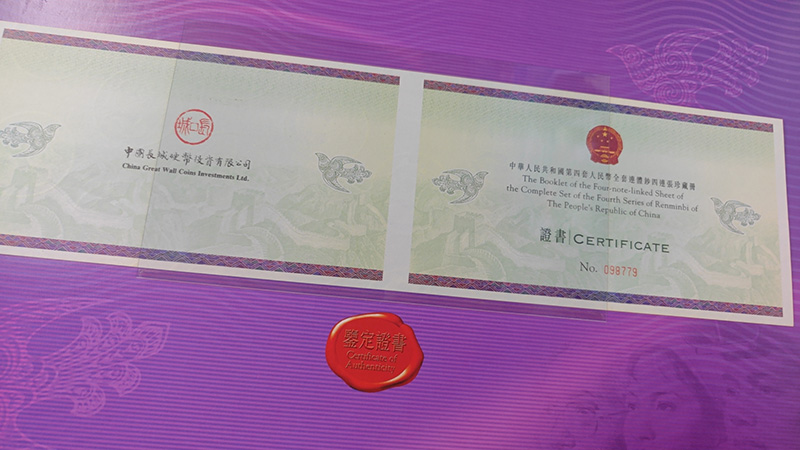 中國長城硬幣投資有限公司
China Great Wall Coins Investments Ltd.
中華人民共和國第四套人民幣全套連體鈔四連張珍藏冊
The Booklet of the Four-note-linked Sheet of
the Complete Set of the Fourth Series of Renminbi of
The People's Republic of China
證書 | CERTIFICATE
No. 098779
鑒定證書
Certificate of
Authenticity